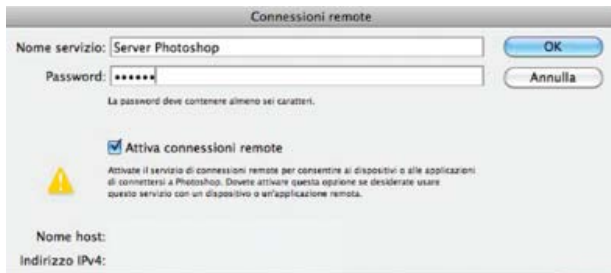 Connessioni remote
Nome servizio: Server Photoshop
OK
Password: ••••••
Annulla
La password deve contenere almeno sei caratteri.
Attiva connessioni remote
Attivate il servizio di connessioni remote per consentire ai dispositivi o alle applicazioni
di connettersi a Photoshop. Dovete attivare questa opzione se desiderate usare
questo servizio con un dispositivo o un'applicazione remota.
Nome host:
Indirizzo IPv4: